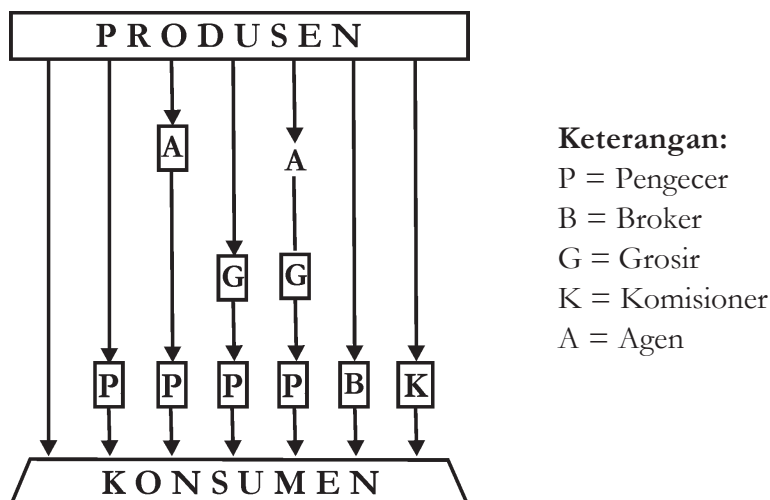 PRODUSEN
A
A
G
G
P
P
P
P
B
K
KONSUMEN
Keterangan:
P = Pengecer
B = Broker
G = Grosir
K = Komisioner
A = Agen